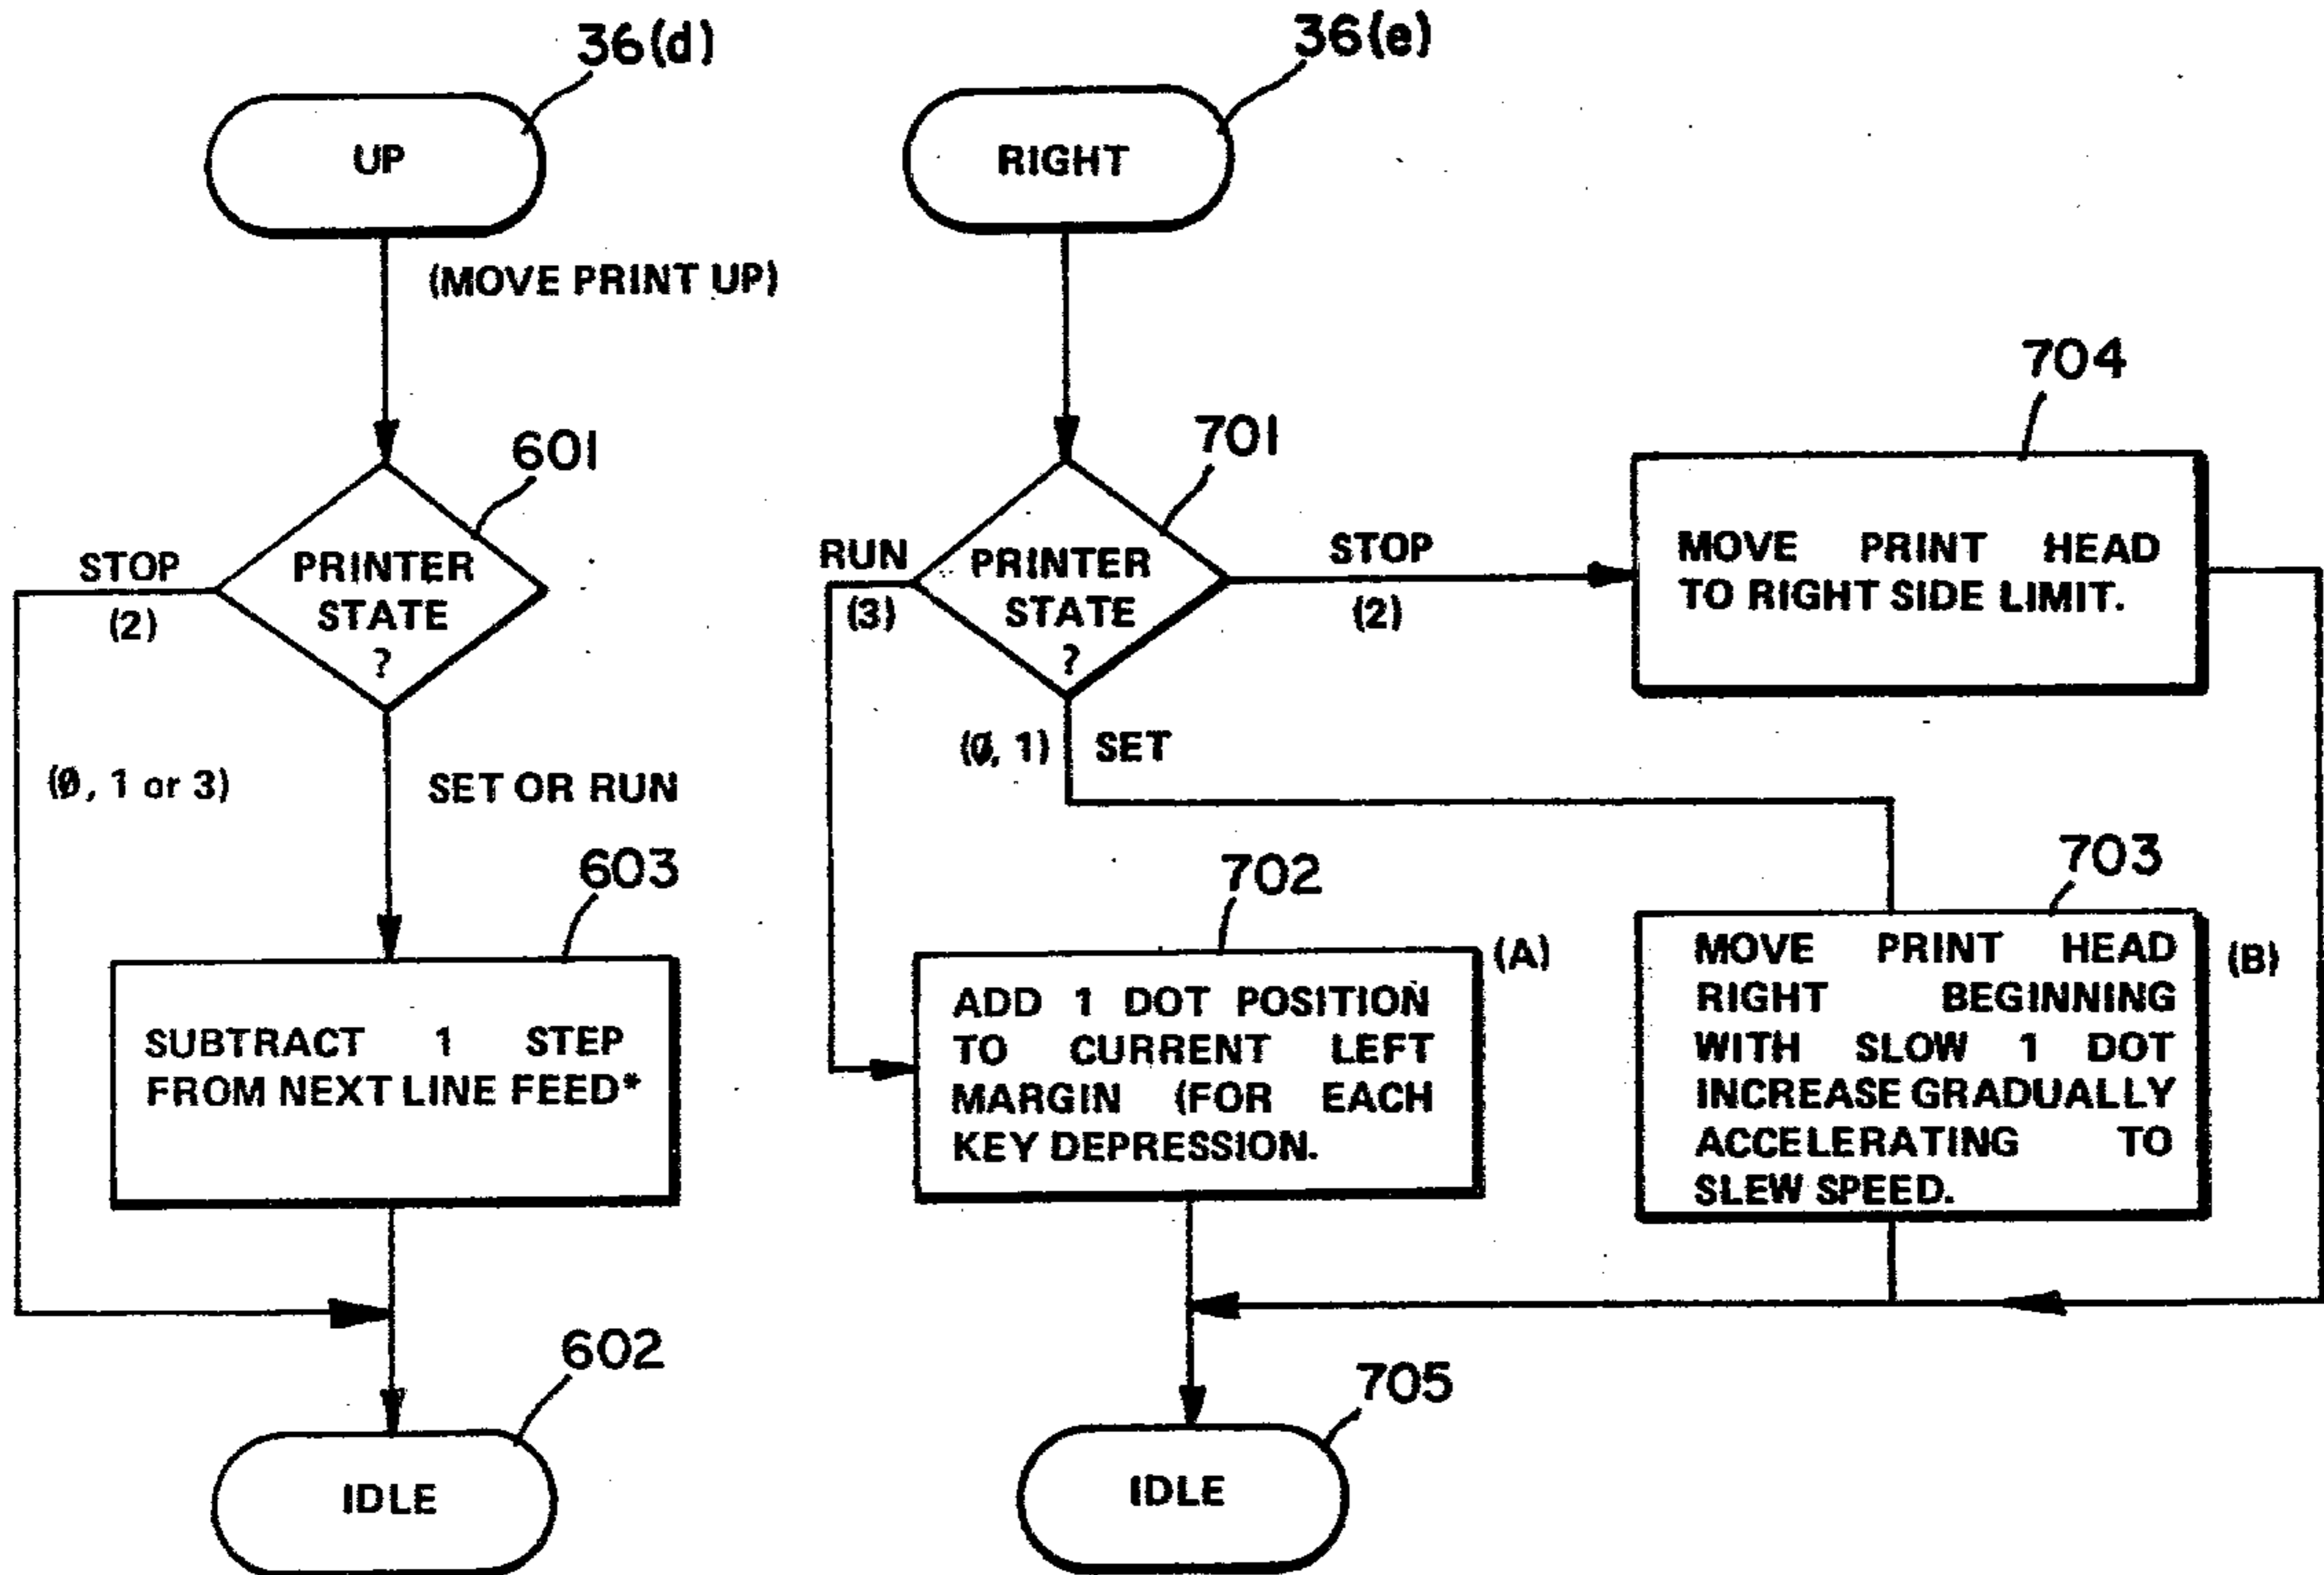 36(d)
UP
(MOVE PRINT UP)
601
STOP
(2)
PRINTER
STATE
?
(0, 1 or 3)
SET OR RUN
603
SUBTRACT 1 STEP
FROM NEXT LINE FEED*
602
IDLE
36(e)
RIGHT
701
RUN
(3)
PRINTER
STATE
?
STOP
(2)
704
MOVE PRINT HEAD
TO RIGHT SIDE LIMIT.
(0, 1) SET
702
(A)
ADD 1 DOT POSITION
TO CURRENT LEFT
MARGIN (FOR EACH
KEY DEPRESSION.
703
(B)
MOVE PRINT HEAD
RIGHT BEGINNING
WITH SLOW 1 DOT
INCREASE GRADUALLY
ACCELERATING TO
SLEW SPEED.
705
IDLE